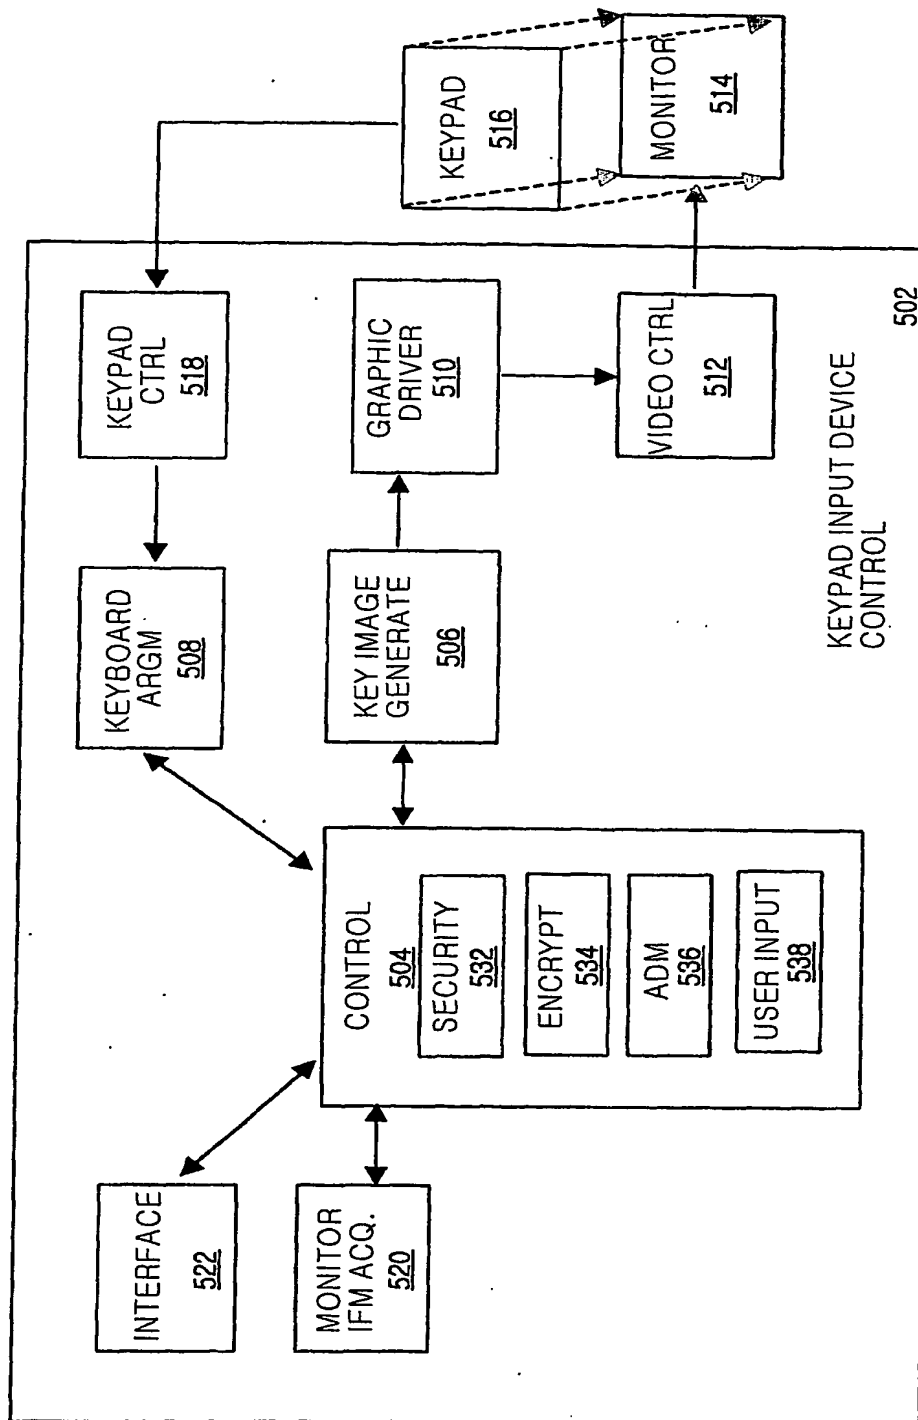 INTERFACE
522
MONITOR
IFM ACQ.
520
CONTROL
504
SECURITY
532
ENCRYPT
534
ADM
536
USER INPUT
538
KEYBOARD
ARGM
508
KEY IMAGE
GENERATE
506
KEYPAD
CTRL
518
GRAPHIC
DRIVER
510
VIDEO CTRL
512
KEYPAD
516
MONITOR
514
KEYPAD INPUT DEVICE
CONTROL
502